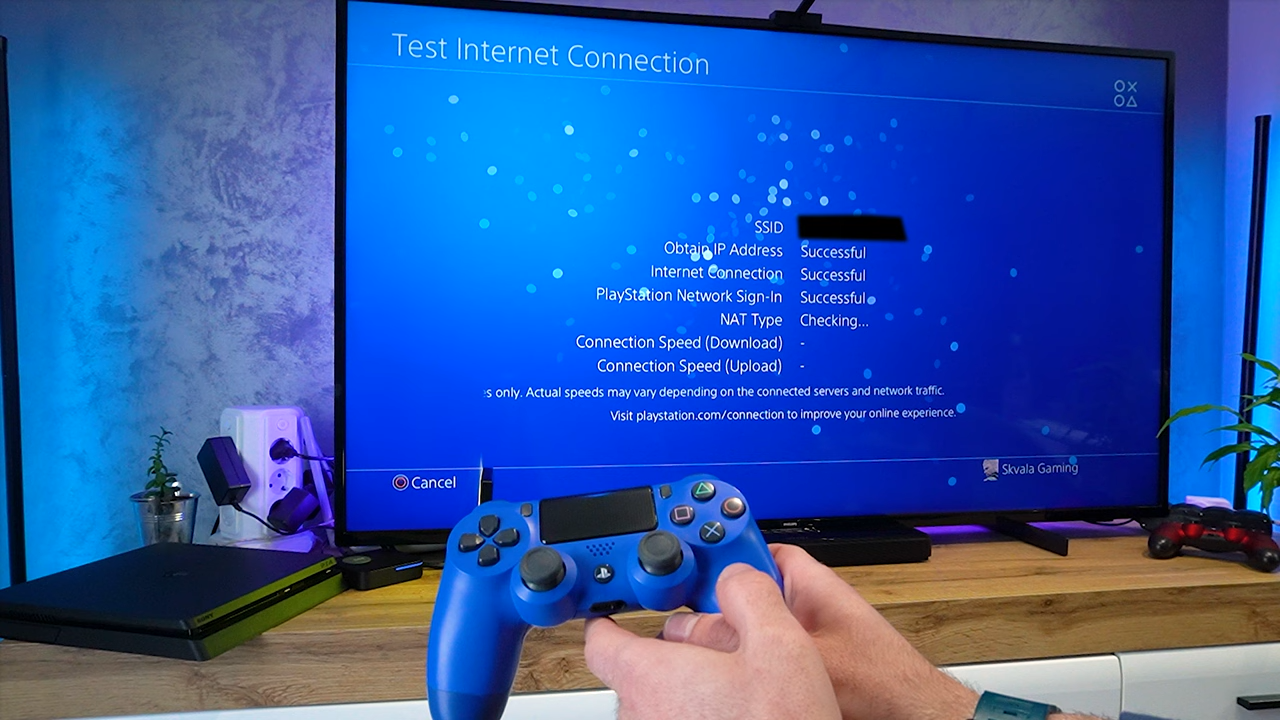 Test Internet Connection
SSID
Obtain IP Address Successful
Internet Connection Successful
PlayStation Network Sign-In Successful
NAT Type Checking...
Connection Speed (Download) -
Connection Speed (Upload) -
only. Actual speeds may vary depending on the connected servers and network traffic.
Visit playstation.com/connection to improve your online experience.
Cancel
Skvala Gaming
PHILIPS